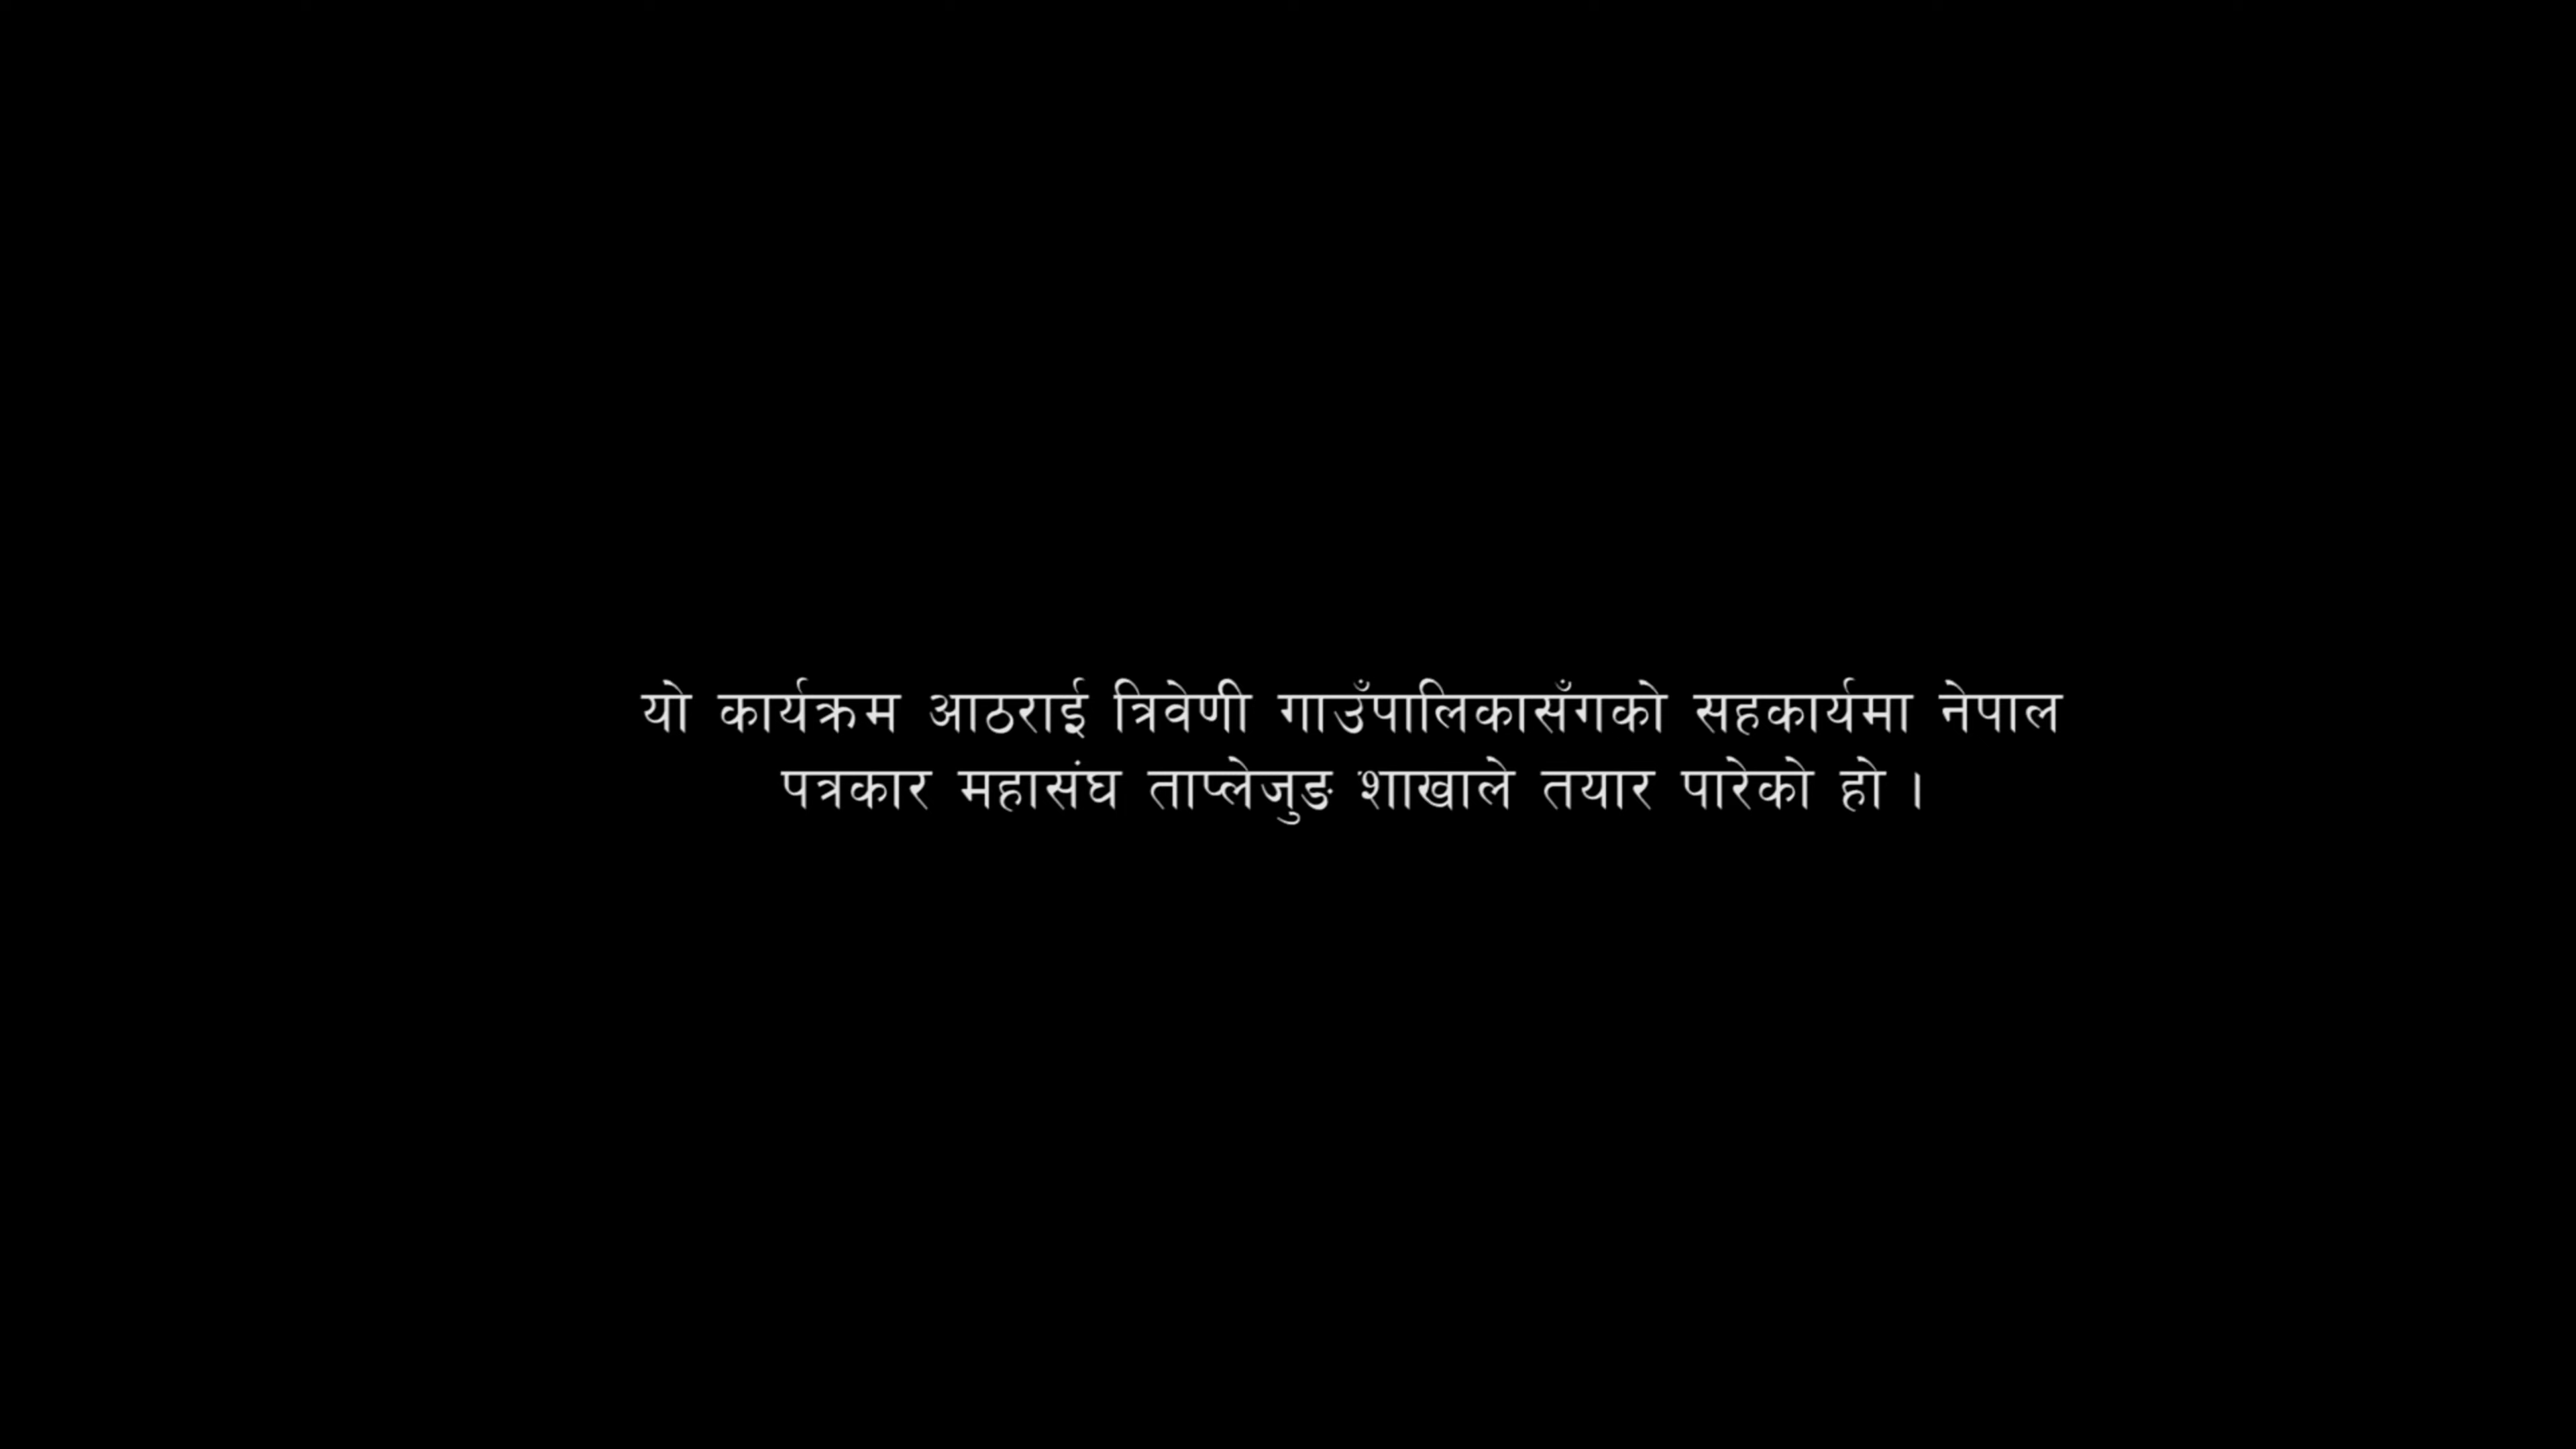 यो कार्यक्रम आठराई त्रिवेणी गाउँपालिकासँगको सहकार्यमा नेपाल
पत्रकार महासंघ ताप्लेजुङ शाखाले तयार पारेको हो ।